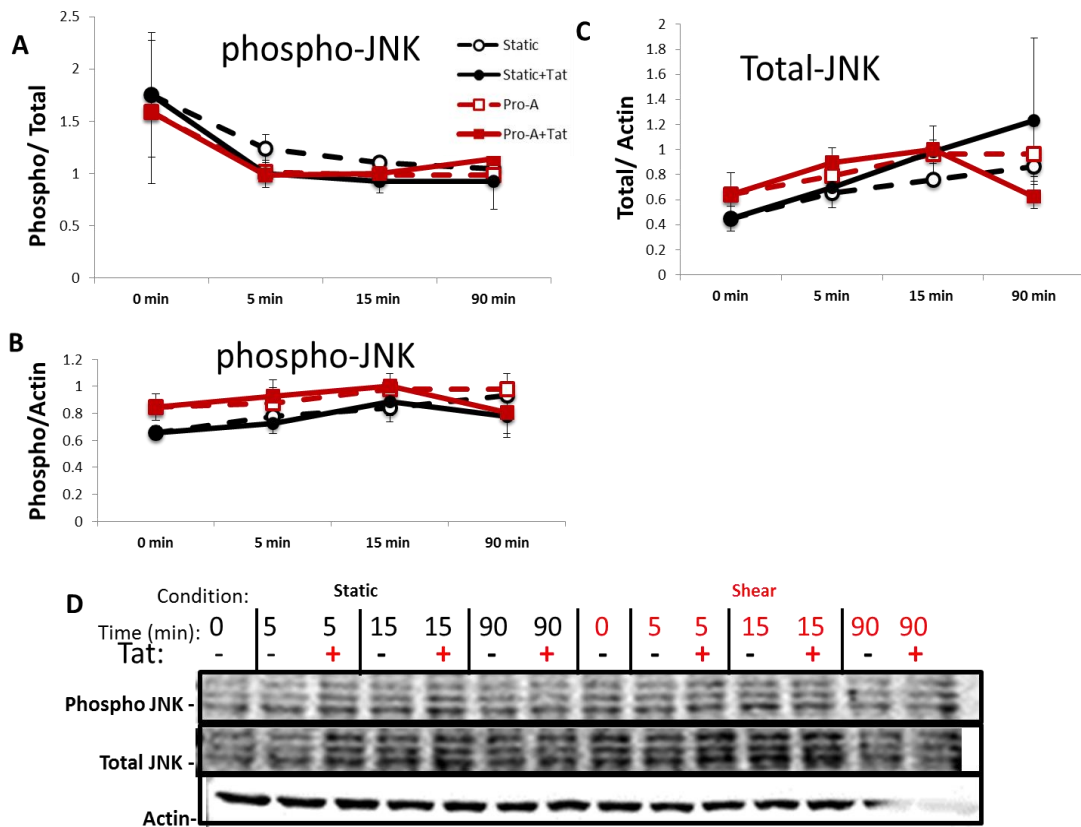 A
phospho-JNK
Phospho/ Total
2.5
2
1.5
1
0.5
0
0 min
5 min
15 min
90 min
Static
Static+Tat
Pro-A
Pro-A+Tat
C
Total-JNK
Total/ Actin
2
1.8
1.6
1.4
1.2
1
0.8
0.6
0.4
0.2
0
0 min
5 min
15 min
90 min
B
phospho-JNK
Phospho/Actin
1.2
1
0.8
0.6
0.4
0.2
0
0 min
5 min
15 min
90 min
D
Condition: Static Shear
Time (min): 0 5 5 15 15 90 90 0 5 5 15 15 90 90
Tat: - - + - + - + - - + - + - +
Phospho JNK -
Total JNK -
Actin-